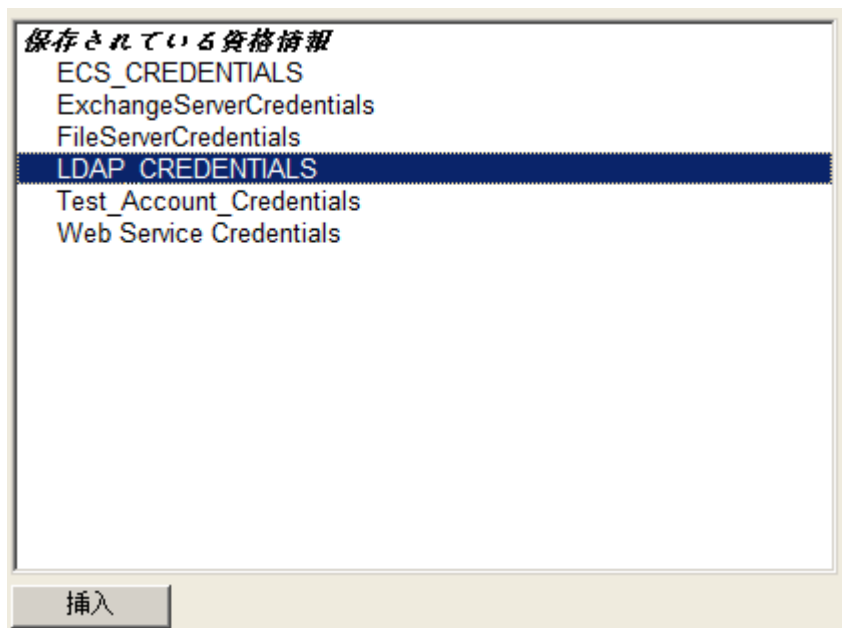 保存されている資格情報
ECS_CREDENTIALS
ExchangeServerCredentials
FileServerCredentials
LDAP_CREDENTIALS
Test_Account_Credentials
Web Service Credentials
挿入